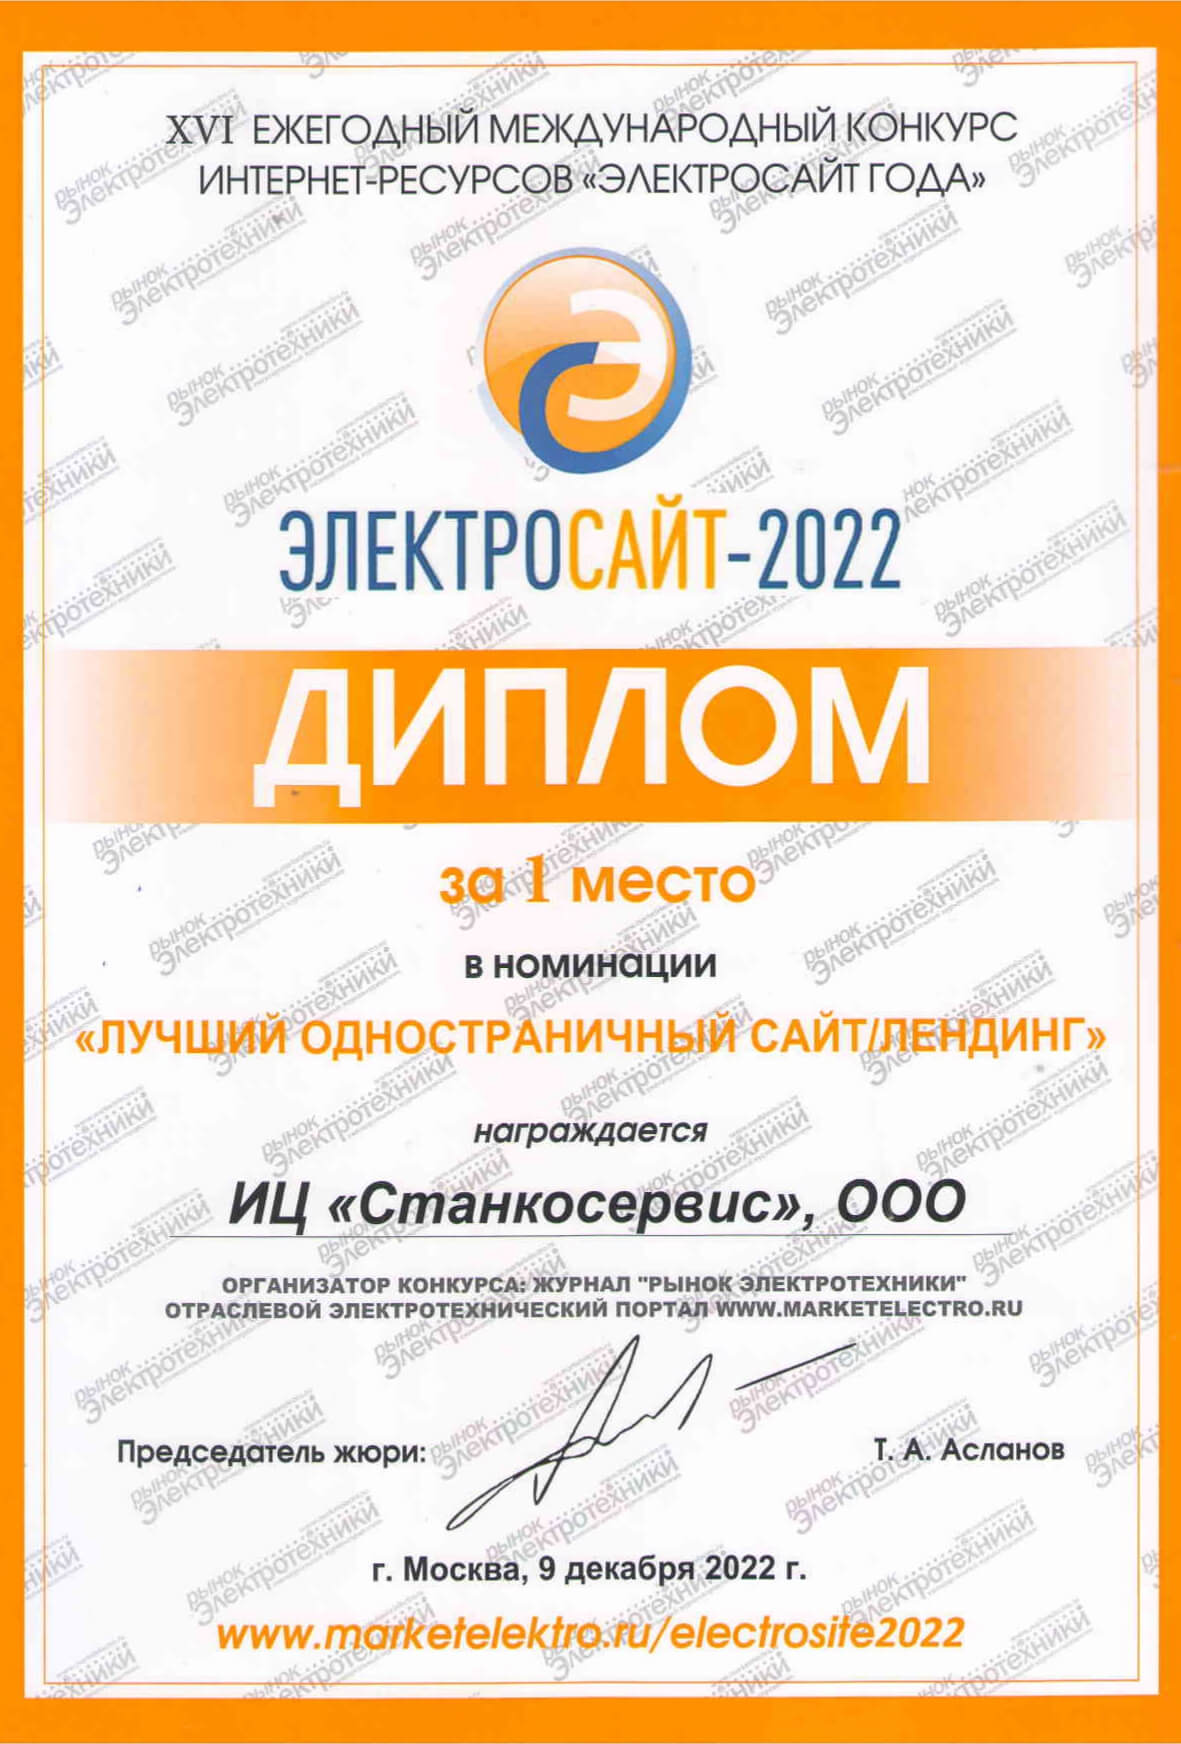 XVI ЕЖЕГОДНЫЙ МЕЖДУНАРОДНЫЙ КОНКУРС
ИНТЕРНЕТ-РЕСУРСОВ «ЭЛЕКТРОСАЙТ ГОДА»
ЭЛЕКТРОСАЙТ-2022
ДИПЛОМ
за 1 место
в номинации
«ЛУЧШИЙ ОДНОСТРАНИЧНЫЙ САЙТ/ЛЕНДИНГ»
награждается
ИЦ «Станкосервис», ООО
ОРГАНИЗАТОР КОНКУРСА: ЖУРНАЛ "РЫНОК ЭЛЕКТРОТЕХНИКИ"
ОТРАСЛЕВОЙ ЭЛЕКТРОТЕХНИЧЕСКИЙ ПОРТАЛ WWW.MARKETELECTRO.RU
Председатель жюри: Т. А. Асланов
г. Москва, 9 декабря 2022 г.
www.marketelektro.ru/electrosite2022